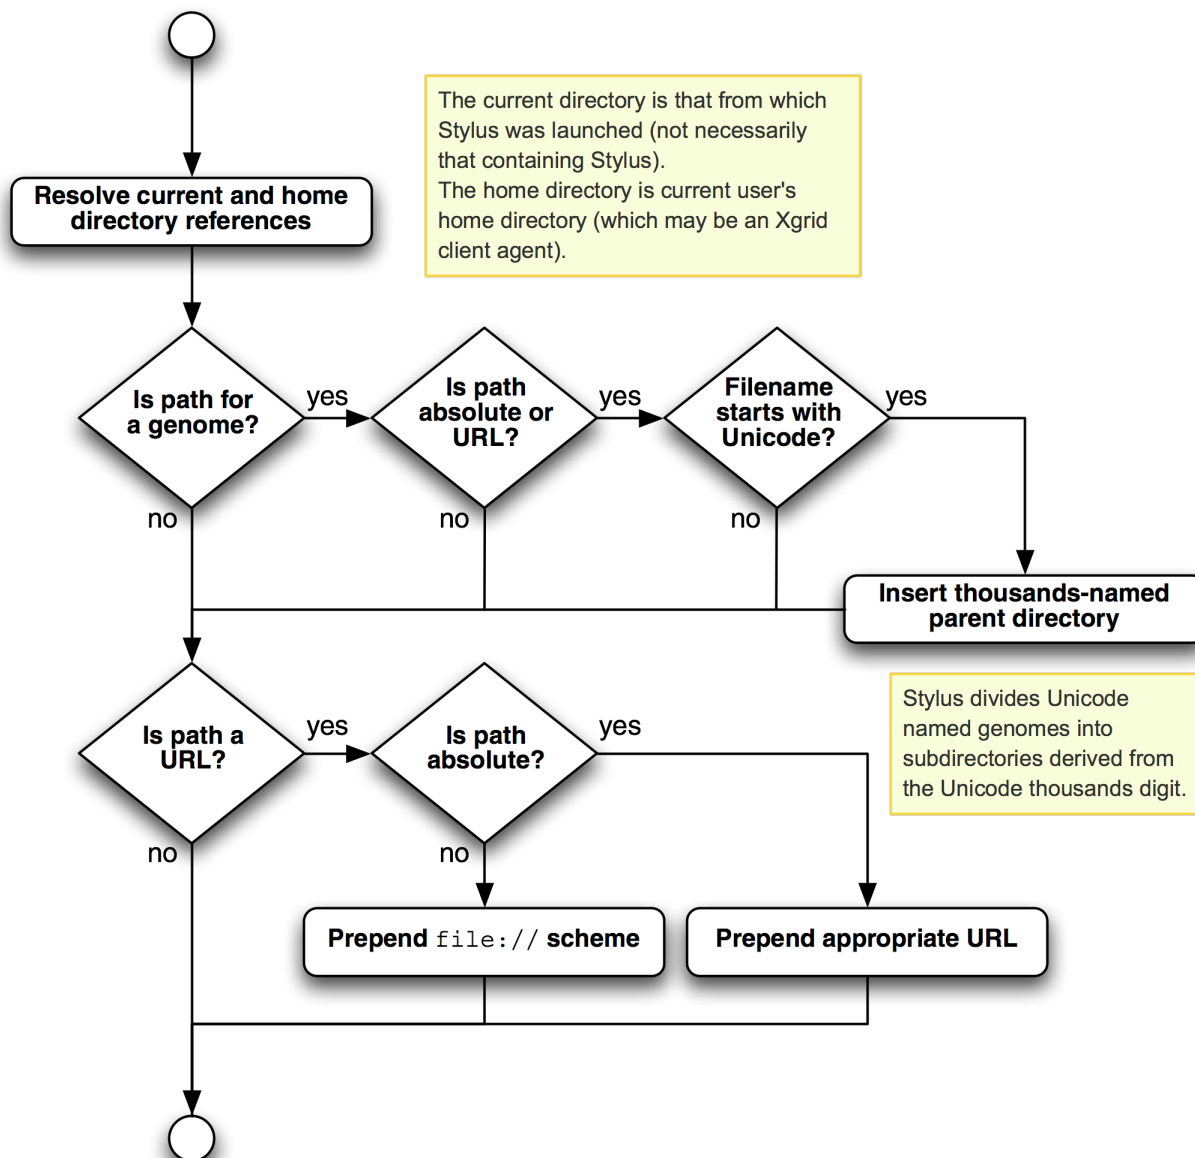 The current directory is that from which
Stylus was launched (not necessarily
that containing Stylus).
The home directory is current user's
home directory (which may be an Xgrid
client agent).
Resolve current and home
directory references
Is path for
a genome?
yes
no
Is path
absolute or
URL?
yes
no
Filename
starts with
Unicode?
yes
no
Insert thousands-named
parent directory
Stylus divides Unicode
named genomes into
subdirectories derived from
the Unicode thousands digit.
Is path a
URL?
yes
no
Is path
absolute?
yes
no
Prepend file:// scheme
Prepend appropriate URL